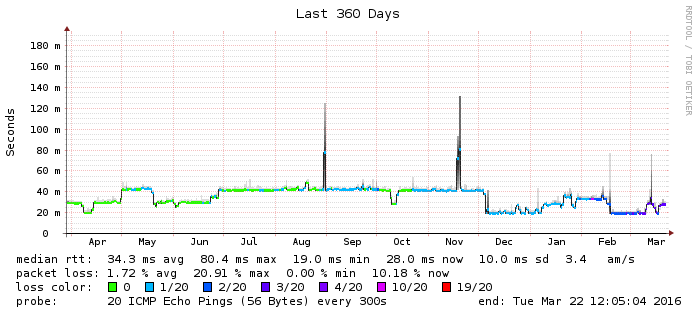 Last 360 Days
RRDTOOL / TOBI OETIKER
Seconds
180 m
160 m
140 m
120 m
100 m
80 m
60 m
40 m
20 m
0
Apr May Jun Jul Aug Sep Oct Nov Dec Jan Feb Mar
median rtt: 34.3 ms avg 80.4 ms max 19.0 ms min 28.0 ms now 10.0 ms sd 3.4 am/s
packet loss: 1.72 % avg 20.91 % max 0.00 % min 10.18 % now
loss color: 0 1/20 2/20 3/20 4/20 10/20 19/20
probe: 20 ICMP Echo Pings (56 Bytes) every 300s end: Tue Mar 22 12:05:04 2016